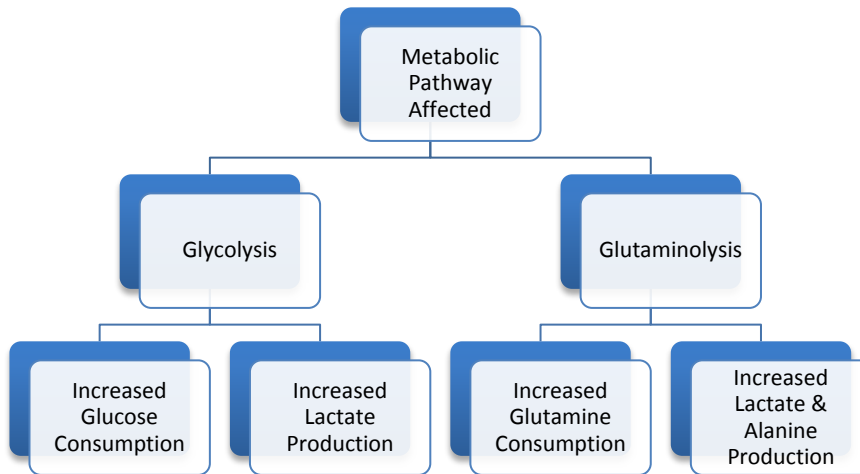 Metabolic
Pathway
Affected
Glycolysis
Glutaminolysis
Increased
Glucose
Consumption
Increased
Lactate
Production
Increased
Glutamine
Consumption
Increased
Lactate &
Alanine
Production